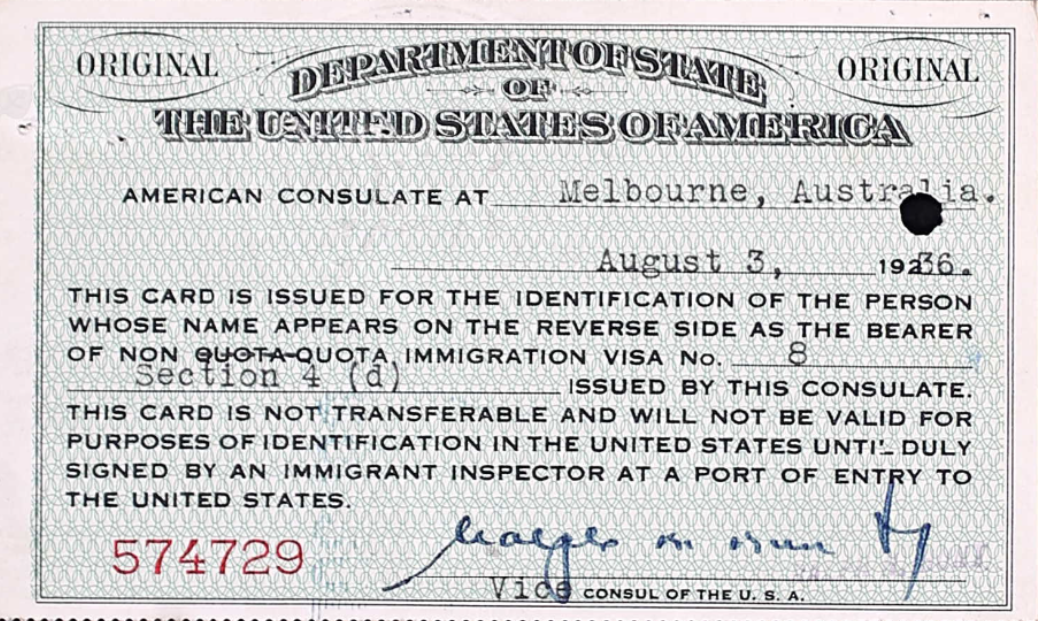 ORIGINAL DEPARTMENT OF STATE ORIGINAL
OF
THE UNITED STATES OF AMERICA
AMERICAN CONSULATE AT Melbourne, Australia.
August 3, 1936.
THIS CARD IS ISSUED FOR THE IDENTIFICATION OF THE PERSON
WHOSE NAME APPEARS ON THE REVERSE SIDE AS THE BEARER
OF NON QUOTA-QUOTA IMMIGRATION VISA No. 8
Section 4 (d) ISSUED BY THIS CONSULATE.
THIS CARD IS NOT TRANSFERABLE AND WILL NOT BE VALID FOR
PURPOSES OF IDENTIFICATION IN THE UNITED STATES UNTIL DULY
SIGNED BY AN IMMIGRANT INSPECTOR AT A PORT OF ENTRY TO
THE UNITED STATES.
574729
Vice CONSUL OF THE U. S. A.